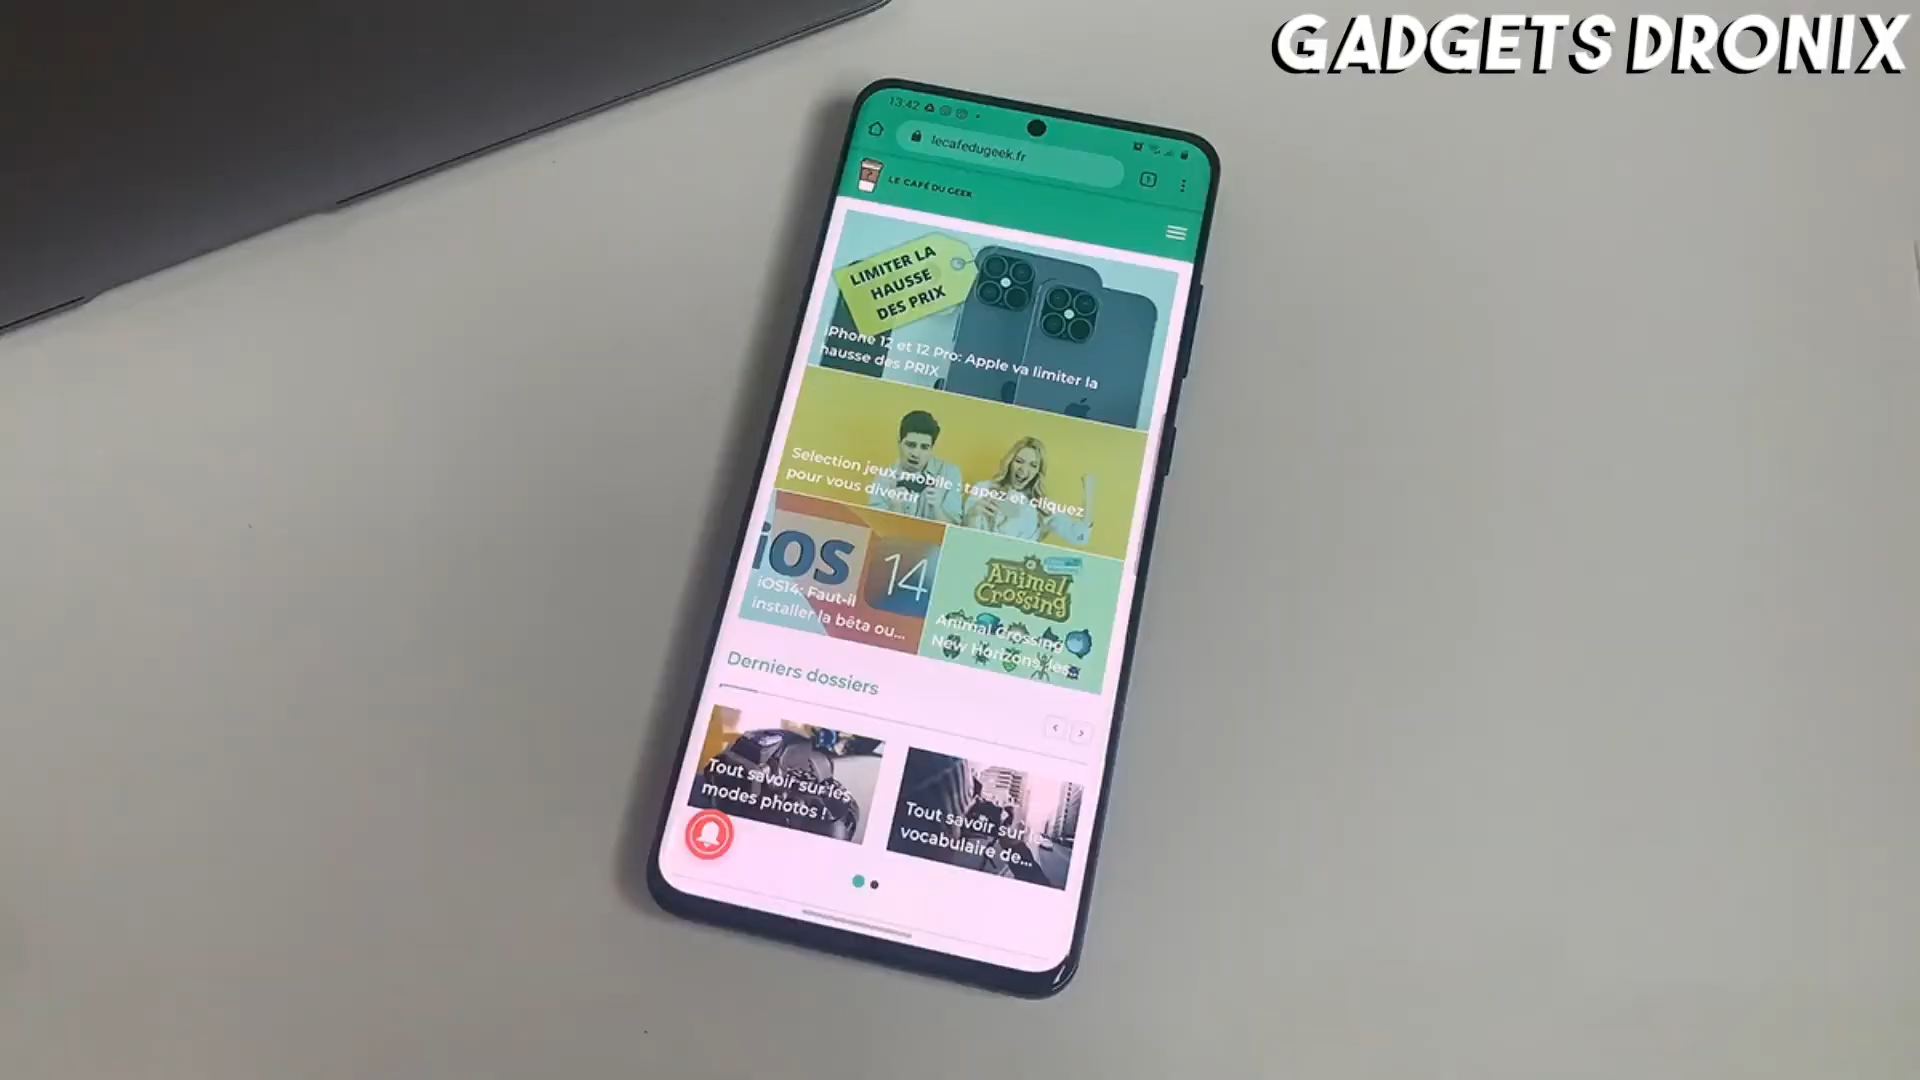 GADGETS DRONIX
13:42
lecafedugeek.fr
LE CAFÉ DU GEEK
LIMITER LA
HAUSSE
DES PRIX
iPhone 12 et 12 Pro: Apple va limiter la
hausse des PRIX
Selection jeux mobile : tapez et cliquez
pour vous divertir
iOS
14
iOS14: Faut-il
installer la bêta ou...
Animal
Crossing
Animal Crossing
New Horizons, les...
Derniers dossiers
Tout savoir sur les
modes photos !
Tout savoir sur le
vocabulaire de...